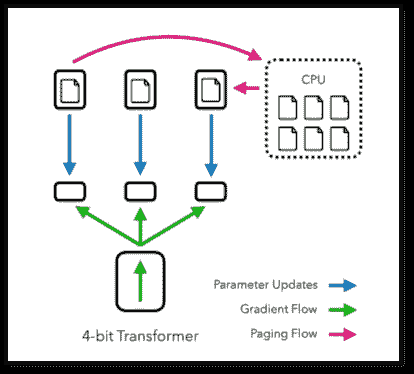 CPU
Parameter Updates
Gradient Flow
Paging Flow
4-bit Transformer